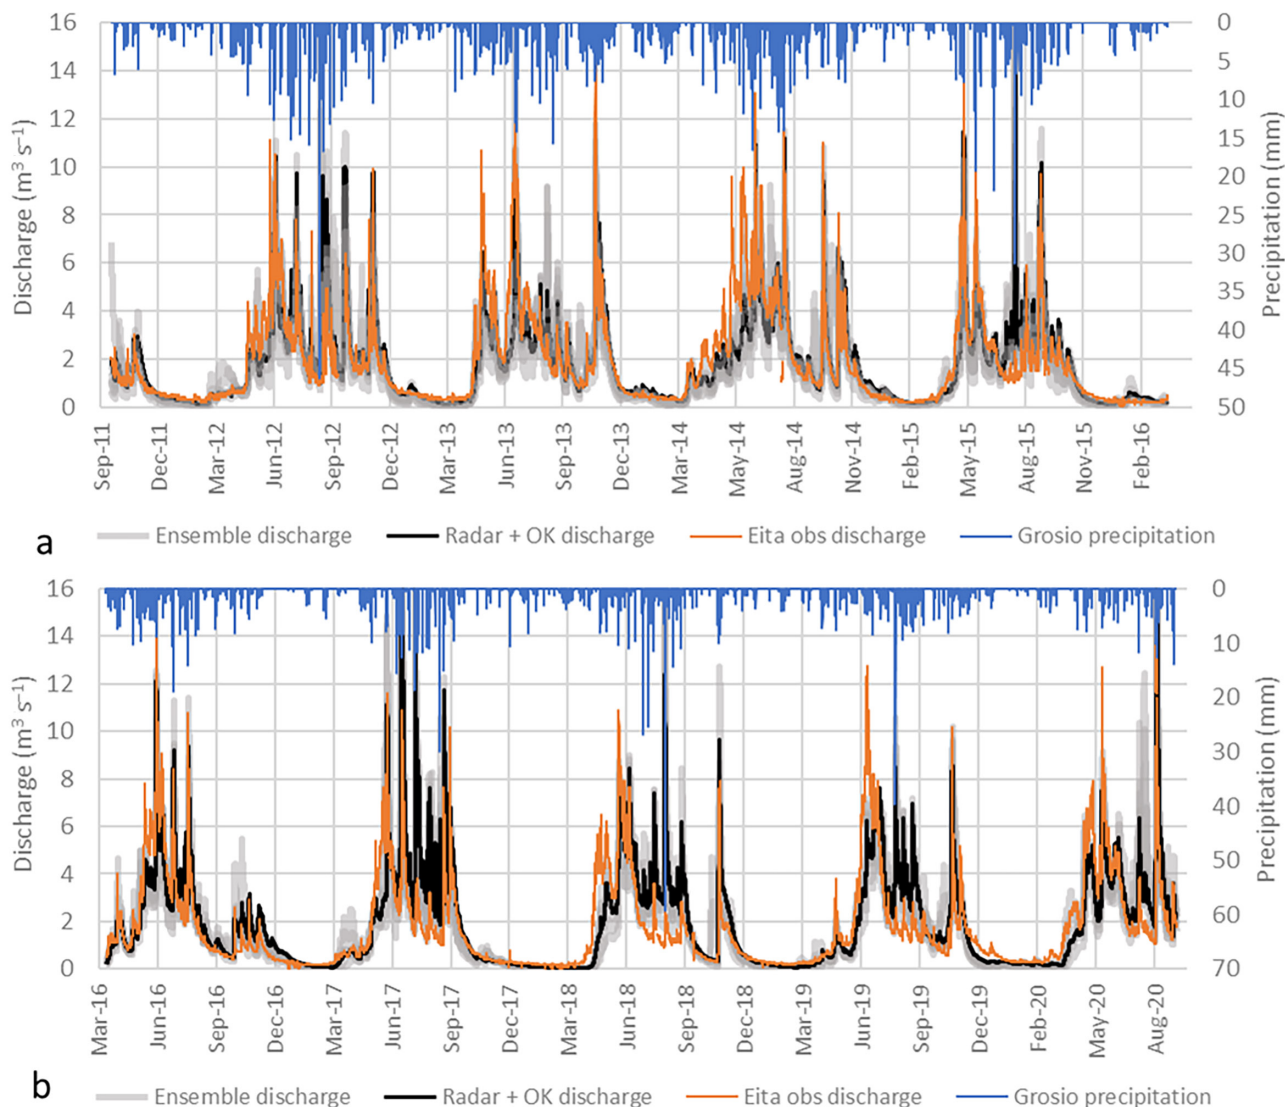 16
14
12
10
8
6
4
2
0
Discharge (m³ s⁻¹)
0
5
10
15
20
25
30
35
40
45
50
Precipitation (mm)
Sep-11
Dec-11
Mar-12
Jun-12
Sep-12
Dec-12
Mar-13
Jun-13
Sep-13
Dec-13
Mar-14
May-14
Aug-14
Nov-14
Feb-15
May-15
Aug-15
Nov-15
Feb-16
a
Ensemble discharge Radar + OK discharge Eita obs discharge Grosio precipitation
16
14
12
10
8
6
4
2
0
Discharge (m³ s⁻¹)
0
10
20
30
40
50
60
70
Precipitation (mm)
Mar-16
Jun-16
Sep-16
Dec-16
Mar-17
Jun-17
Sep-17
Dec-17
Mar-18
Jun-18
Sep-18
Dec-18
Mar-19
Jun-19
Sep-19
Dec-19
Feb-20
May-20
Aug-20
b
Ensemble discharge Radar + OK discharge Eita obs discharge Grosio precipitation